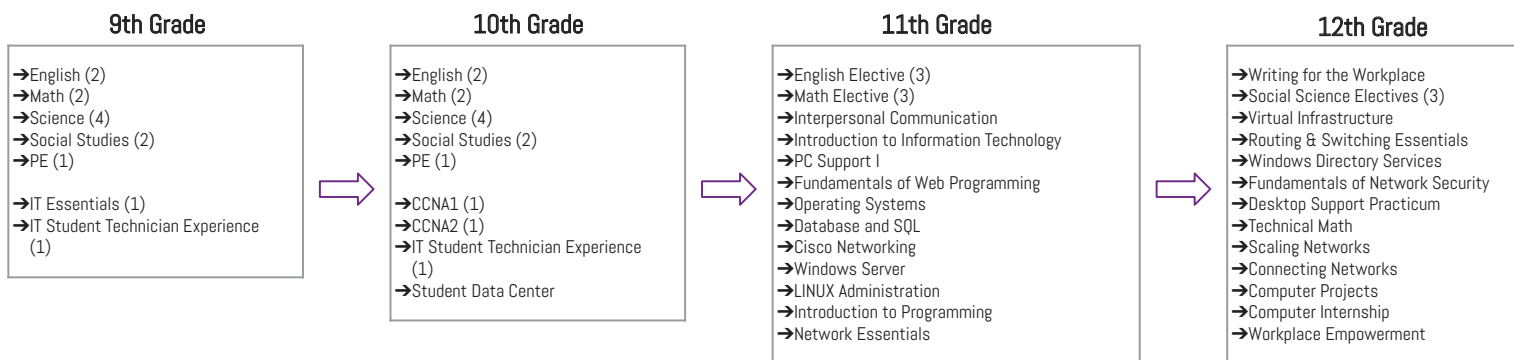 9th Grade
➔English (2)
➔Math (2)
➔Science (4)
➔Social Studies (2)
➔PE (1)
➔IT Essentials (1)
➔IT Student Technician Experience
(1)
10th Grade
➔English (2)
➔Math (2)
➔Science (4)
➔Social Studies (2)
➔PE (1)
➔CCNA1 (1)
➔CCNA2 (1)
➔IT Student Technician Experience
(1)
➔Student Data Center
11th Grade
➔English Elective (3)
➔Math Elective (3)
➔Interpersonal Communication
➔Introduction to Information Technology
➔PC Support I
➔Fundamentals of Web Programming
➔Operating Systems
➔Database and SQL
➔Cisco Networking
➔Windows Server
➔LINUX Administration
➔Introduction to Programming
➔Network Essentials
12th Grade
➔Writing for the Workplace
➔Social Science Electives (3)
➔Virtual Infrastructure
➔Routing & Switching Essentials
➔Windows Directory Services
➔Fundamentals of Network Security
➔Desktop Support Practicum
➔Technical Math
➔Scaling Networks
➔Connecting Networks
➔Computer Projects
➔Computer Internship
➔Workplace Empowerment